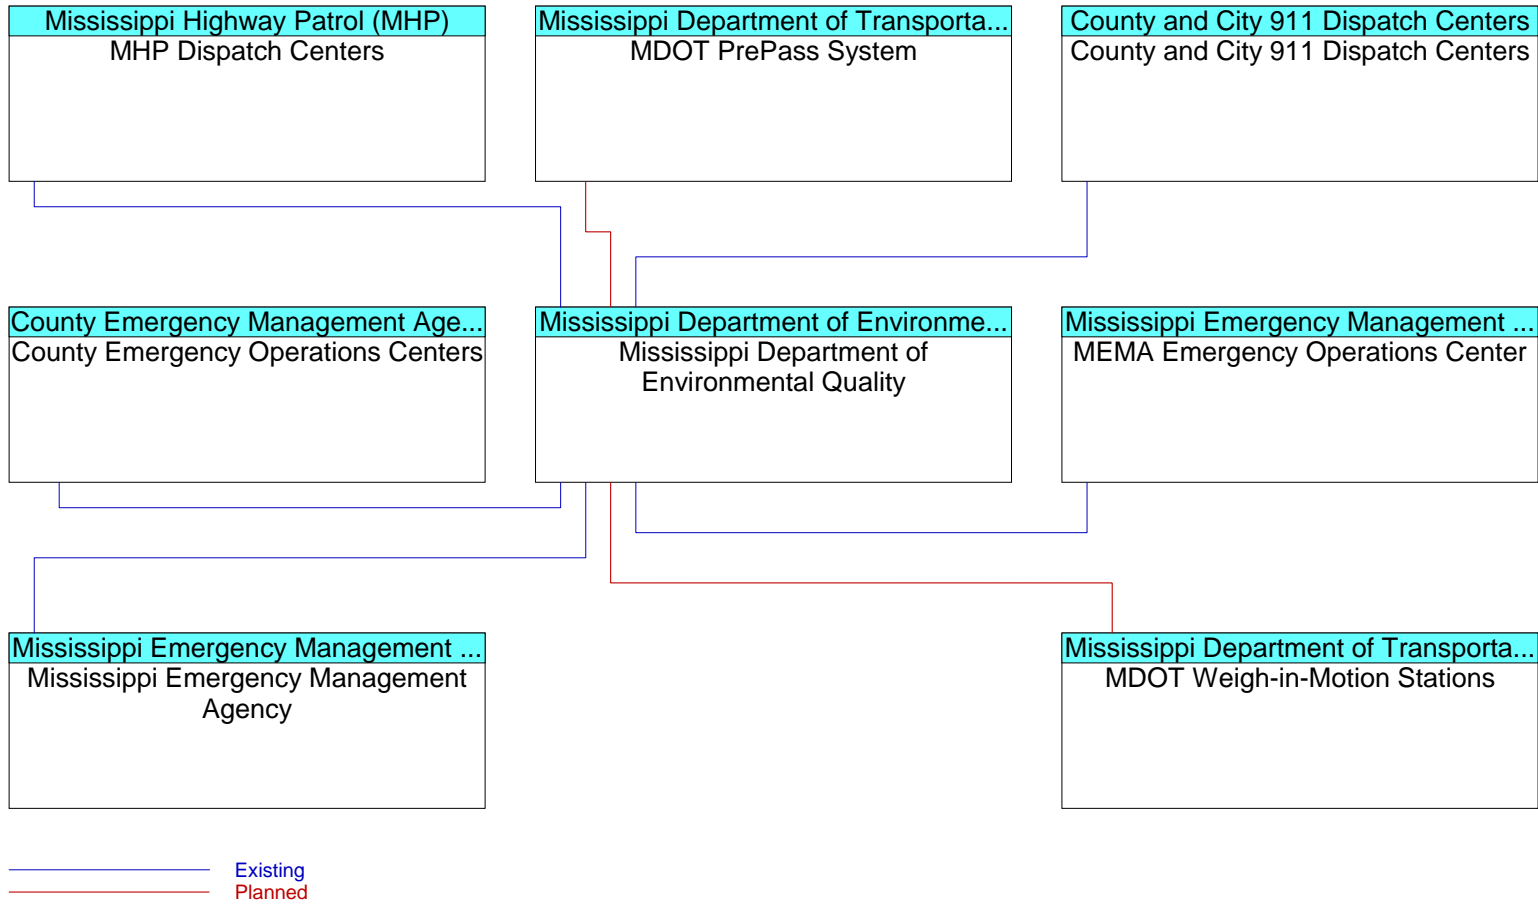 Mississippi Highway Patrol (MHP)
MHP Dispatch Centers
Mississippi Department of Transporta...
MDOT PrePass System
County and City 911 Dispatch Centers
County and City 911 Dispatch Centers
County Emergency Management Age...
County Emergency Operations Centers
Mississippi Department of Environme...
Mississippi Department of
Environmental Quality
Mississippi Emergency Management ...
MEMA Emergency Operations Center
Mississippi Emergency Management ...
Mississippi Emergency Management
Agency
Mississippi Department of Transporta...
MDOT Weigh-in-Motion Stations
Existing
Planned